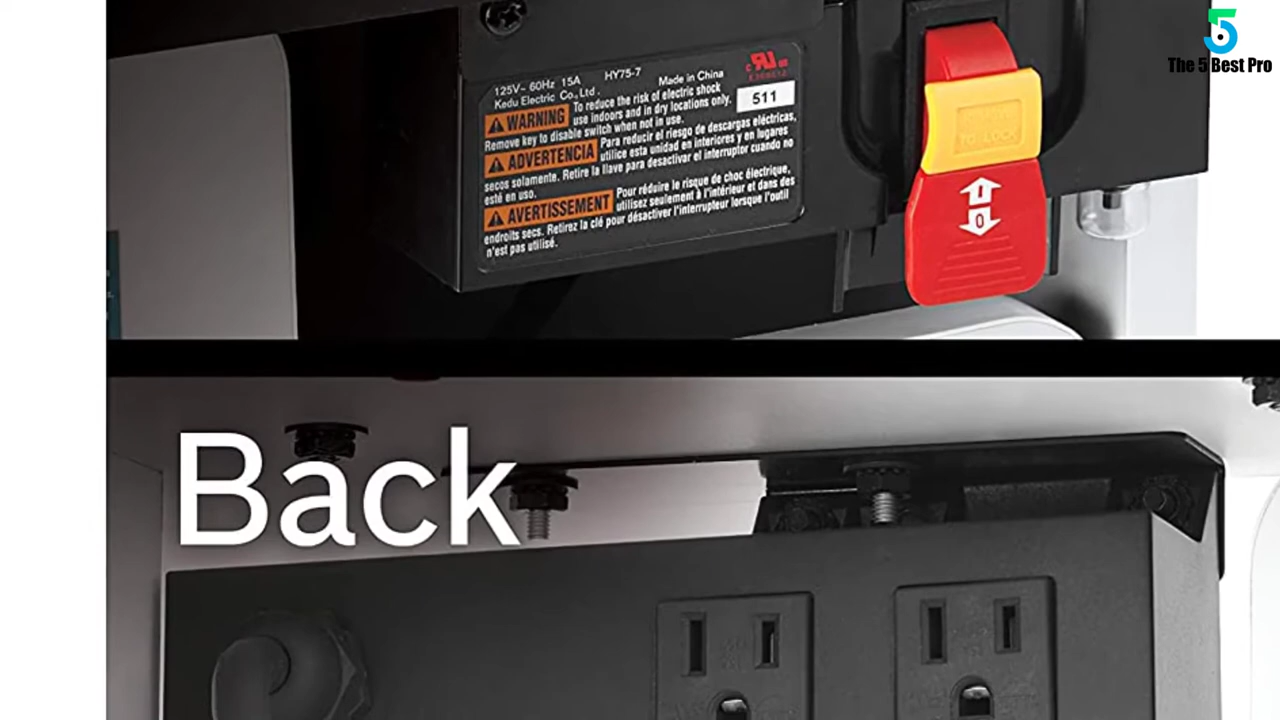 5
The 5 Best Pro
125V~ 60Hz 15A HY75-7 Made in China
Kedu Electric Co., Ltd.
511
WARNING To reduce the risk of electric shock
use indoors and in dry locations only.
Remove key to disable switch when not in use.
ADVERTENCIA Para reducir el riesgo de descargas eléctricas,
utilice esta unidad en interiores y en lugares
secos solamente. Retire la llave para desactivar el interruptor cuando no
esté en uso.
AVERTISSEMENT Pour réduire le risque de choc électrique,
utilisez seulement à l'intérieur et dans des
endroits secs. Retirez la clé pour désactiver l'interrupteur lorsque l'outil
n'est pas utilisé.
TO LOCK
I
0
Back